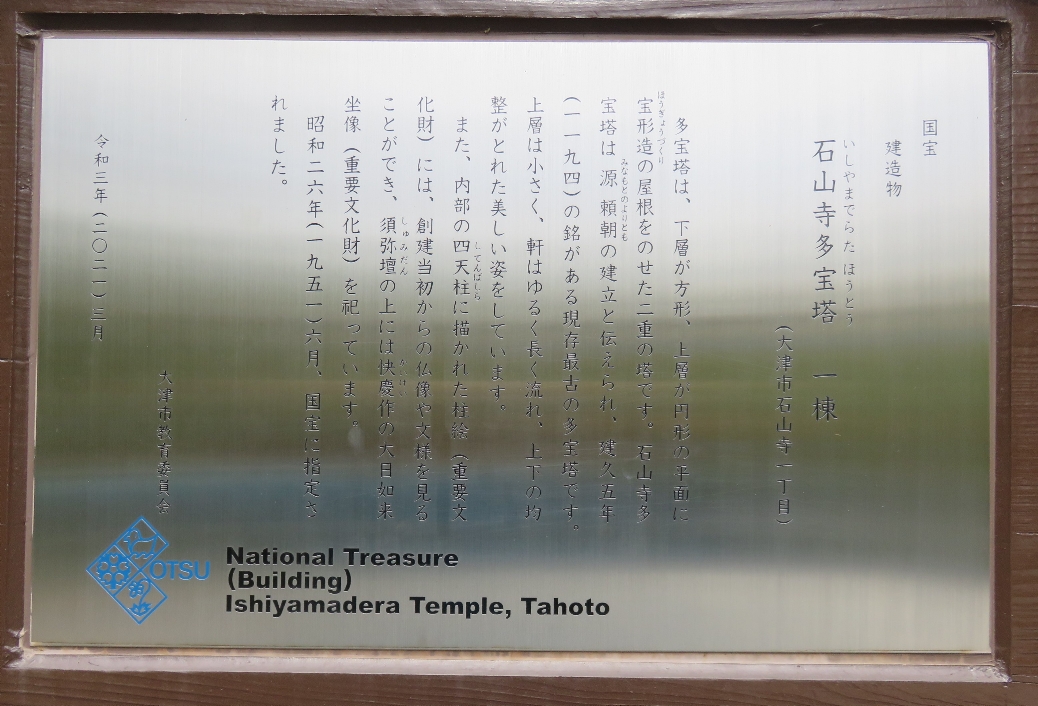 国宝
建造物
いしやまでらたほうとう
石山寺多宝塔 一棟
(大津市石山寺一丁目)
多宝塔は、下層が方形、上層が円形の平面に
ほうぎょうづくり
宝形造の屋根をのせた二重の塔です。石山寺多
みなもとのよりとも
宝塔は源頼朝の建立と伝えられ、建久五年
(一一九四)の銘がある現存最古の多宝塔です。
上層は小さく、軒はゆるく長く流れ、上下の均
整がとれた美しい姿をしています。
してんばしら
また、内部の四天柱に描かれた柱絵(重要文
化財)には、創建当初からの仏像や文様を見る
しゅみだん かいけい
ことができ、須弥壇の上には快慶作の大日如来
坐像(重要文化財)を祀っています。
昭和二六年(一九五一)六月、国宝に指定さ
れました。
大津市教育委員会
令和三年(二〇二一)三月
OTSU
National Treasure
(Building)
Ishiyamadera Temple, Tahoto